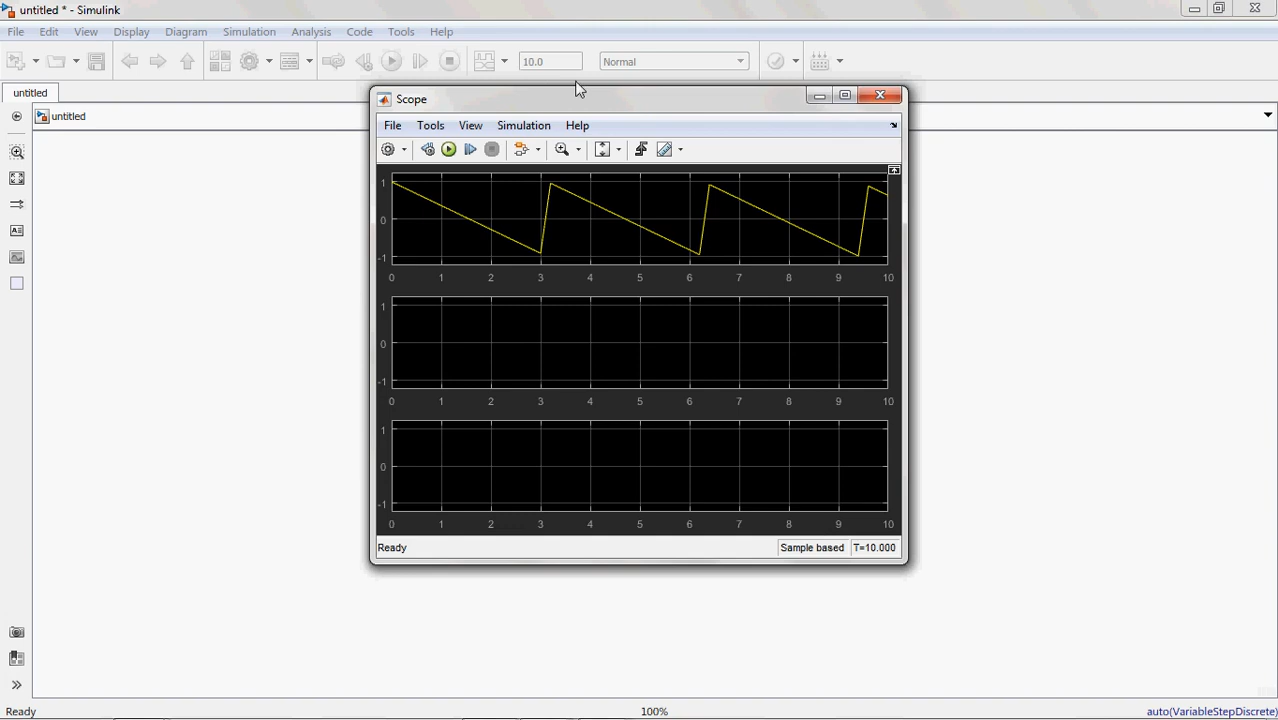 untitled * - Simulink
File Edit View Display Diagram Simulation Analysis Code Tools Help
10.0 Normal
untitled
untitled
Scope
File Tools View Simulation Help
1
0
-1
0 1 2 3 4 5 6 7 8 9 10
1
0
-1
0 1 2 3 4 5 6 7 8 9 10
1
0
-1
0 1 2 3 4 5 6 7 8 9 10
Ready Sample based T=10.000
Ready 100% auto(VariableStepDiscrete)